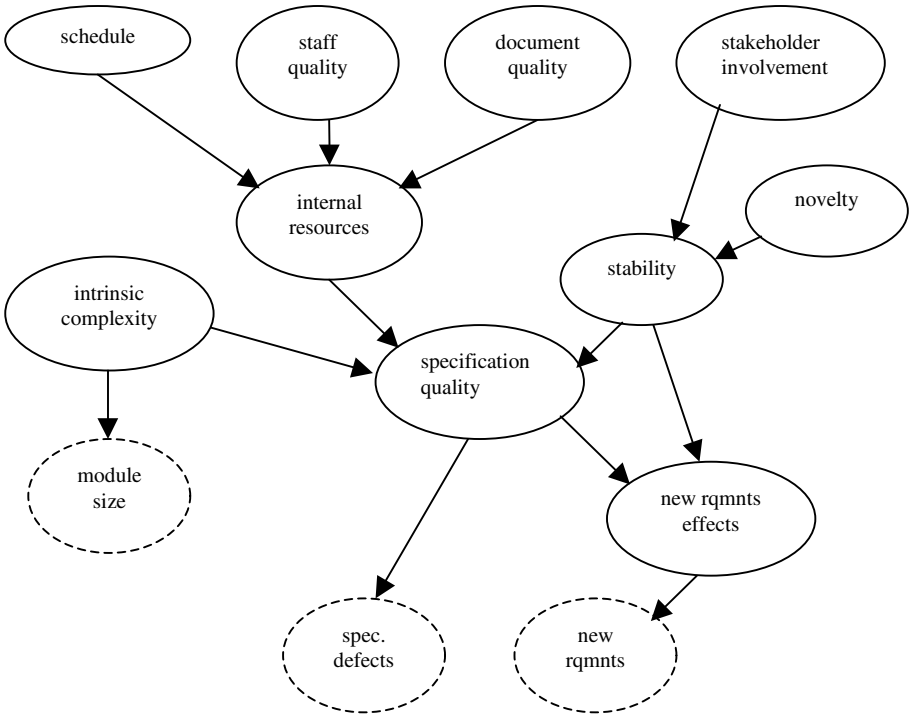 schedule
staff
quality
document
quality
stakeholder
involvement
internal
resources
novelty
stability
intrinsic
complexity
specification
quality
module
size
new rqmnts
effects
spec.
defects
new
rqmnts